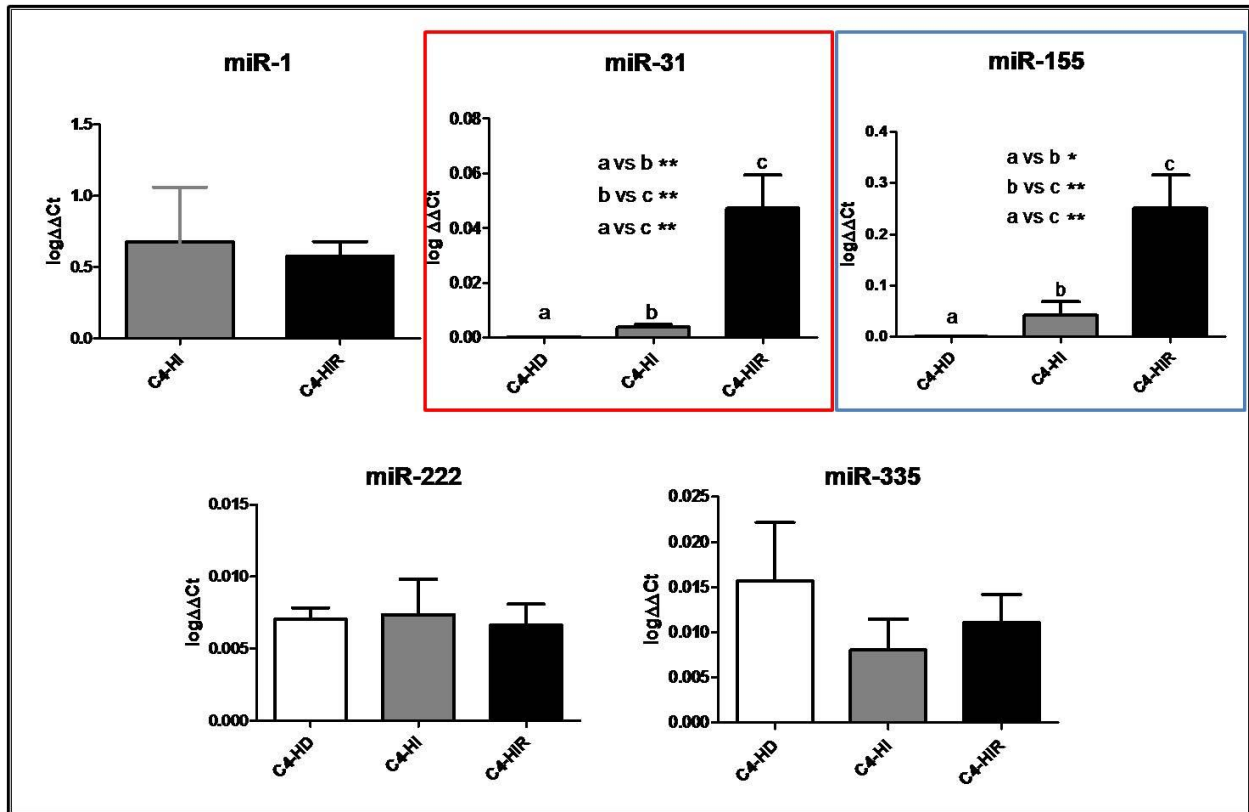 miR-1
logΔΔCt
1.5
1.0
0.5
0.0
C4-HI
C4-HIR
miR-31
log ΔΔCt
0.08
0.06
0.04
0.02
0.00
a vs b **
b vs c **
a vs c **
a
b
c
C4-HD
C4-HI
C4-HIR
miR-155
logΔΔCt
0.4
0.3
0.2
0.1
0.0
a vs b *
b vs c **
a vs c **
a
b
c
C4-HD
C4-HI
C4-HIR
miR-222
logΔΔCt
0.015
0.010
0.005
0.000
C4-HD
C4-HI
C4-HIR
miR-335
logΔΔCt
0.025
0.020
0.015
0.010
0.005
0.000
C4-HD
C4-HI
C4-HIR